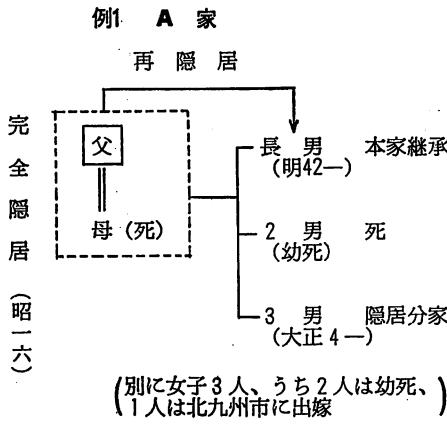 例1 A 家
再隠居
完全隠居(昭一六)
父
母(死)
長男 本家継承
(明42―)
2男 死
(幼死)
3男 隠居分家
(大正4―)
(別に女子3人、うち2人は幼死、
1人は北九州市に出嫁)